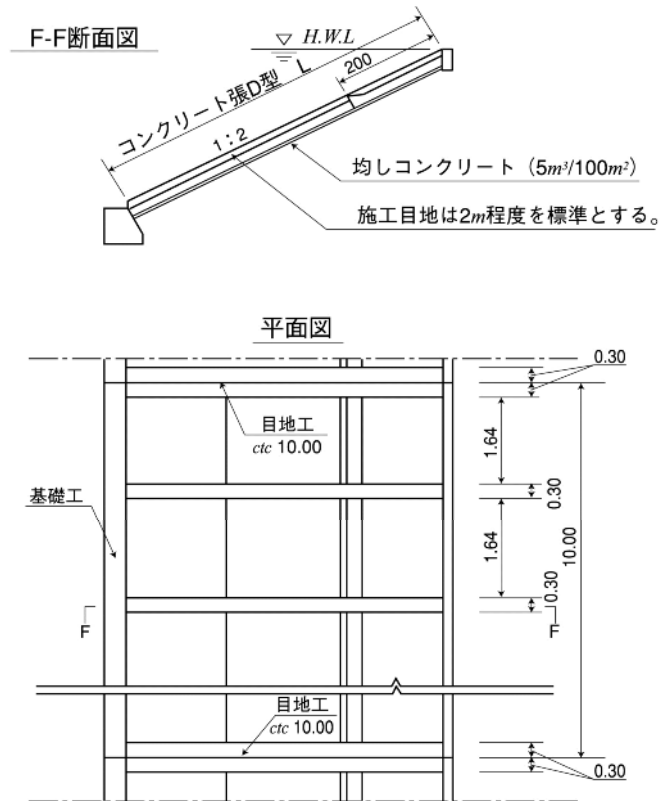 F-F断面図
H.W.L
200
コンクリート張D型 L
1：2
均しコンクリート（5m³/100m²）
施工目地は2m程度を標準とする。
平面図
0.30
目地工
ctc 10.00
1.64
基礎工
0.30
1.64
10.00
0.30
F
F
目地工
ctc 10.00
0.30